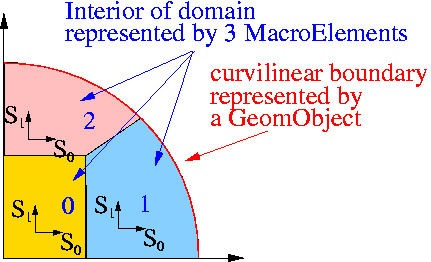 Interior of domain
represented by 3 MacroElements
curvilinear boundary
represented by
a GeomObject
S1
S0
2
S1
S0
0
S1
S0
1